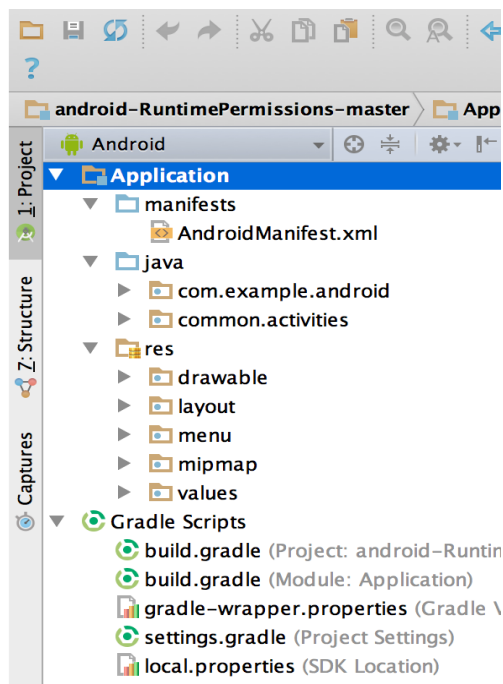 ?
android-RuntimePermissions-master
App
1: Project
Android
Application
manifests
AndroidManifest.xml
java
com.example.android
common.activities
res
drawable
layout
menu
mipmap
values
Z: Structure
Captures
Gradle Scripts
build.gradle (Project: android-Runtin
build.gradle (Module: Application)
gradle-wrapper.properties (Gradle V
settings.gradle (Project Settings)
local.properties (SDK Location)